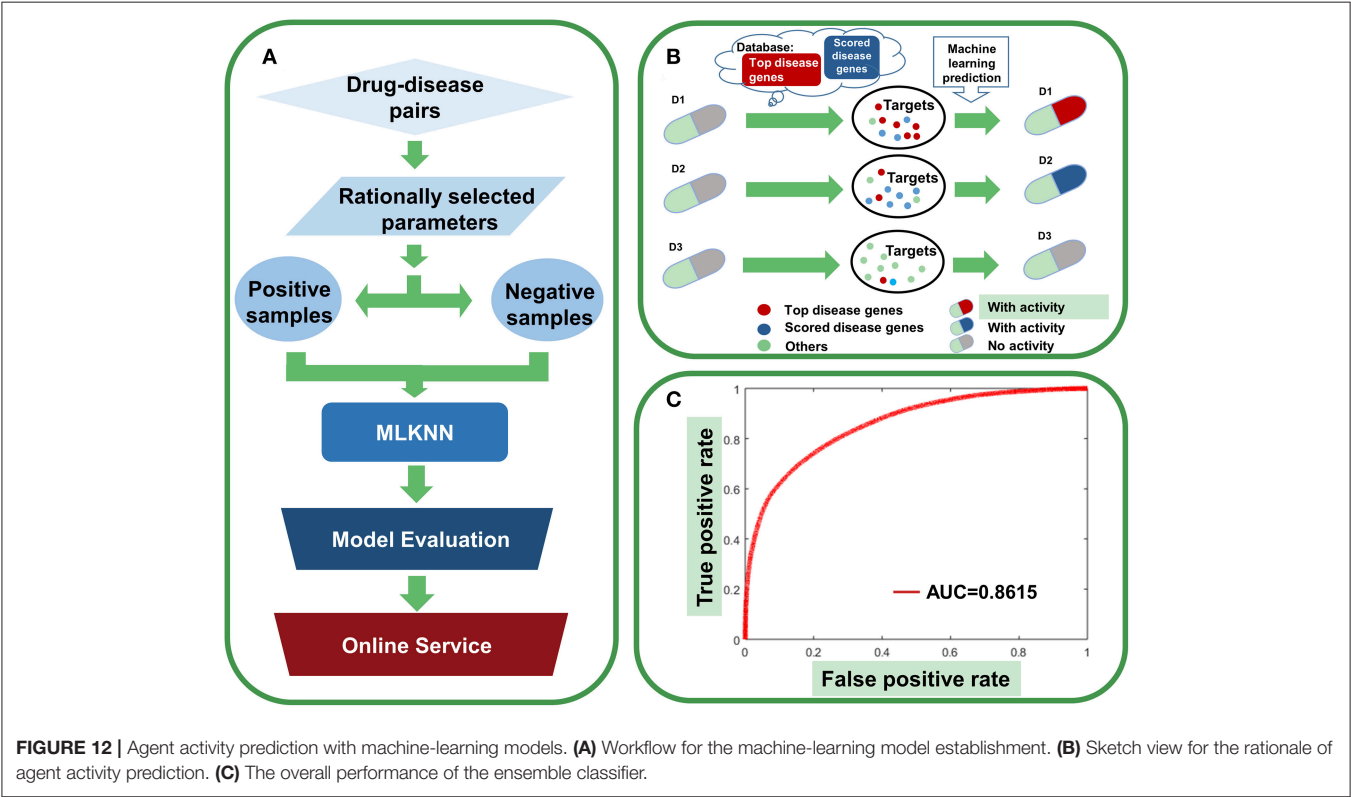 A
Drug-disease
pairs
Rationally selected
parameters
Positive
samples
Negative
samples
MLKNN
Model Evaluation
Online Service
B
Database:
Top disease
genes
Scored
disease
genes
Machine
learning
prediction
D1
Targets
D1
D2
Targets
D2
D3
Targets
D3
Top disease genes
Scored disease genes
Others
With activity
With activity
No activity
C
True positive rate
1
0.8
0.6
0.4
0.2
0
0
0.2
0.4
0.6
0.8
1
AUC=0.8615
False positive rate
FIGURE 12 | Agent activity prediction with machine-learning models. (A) Workflow for the machine-learning model establishment. (B) Sketch view for the rationale of
agent activity prediction. (C) The overall performance of the ensemble classifier.